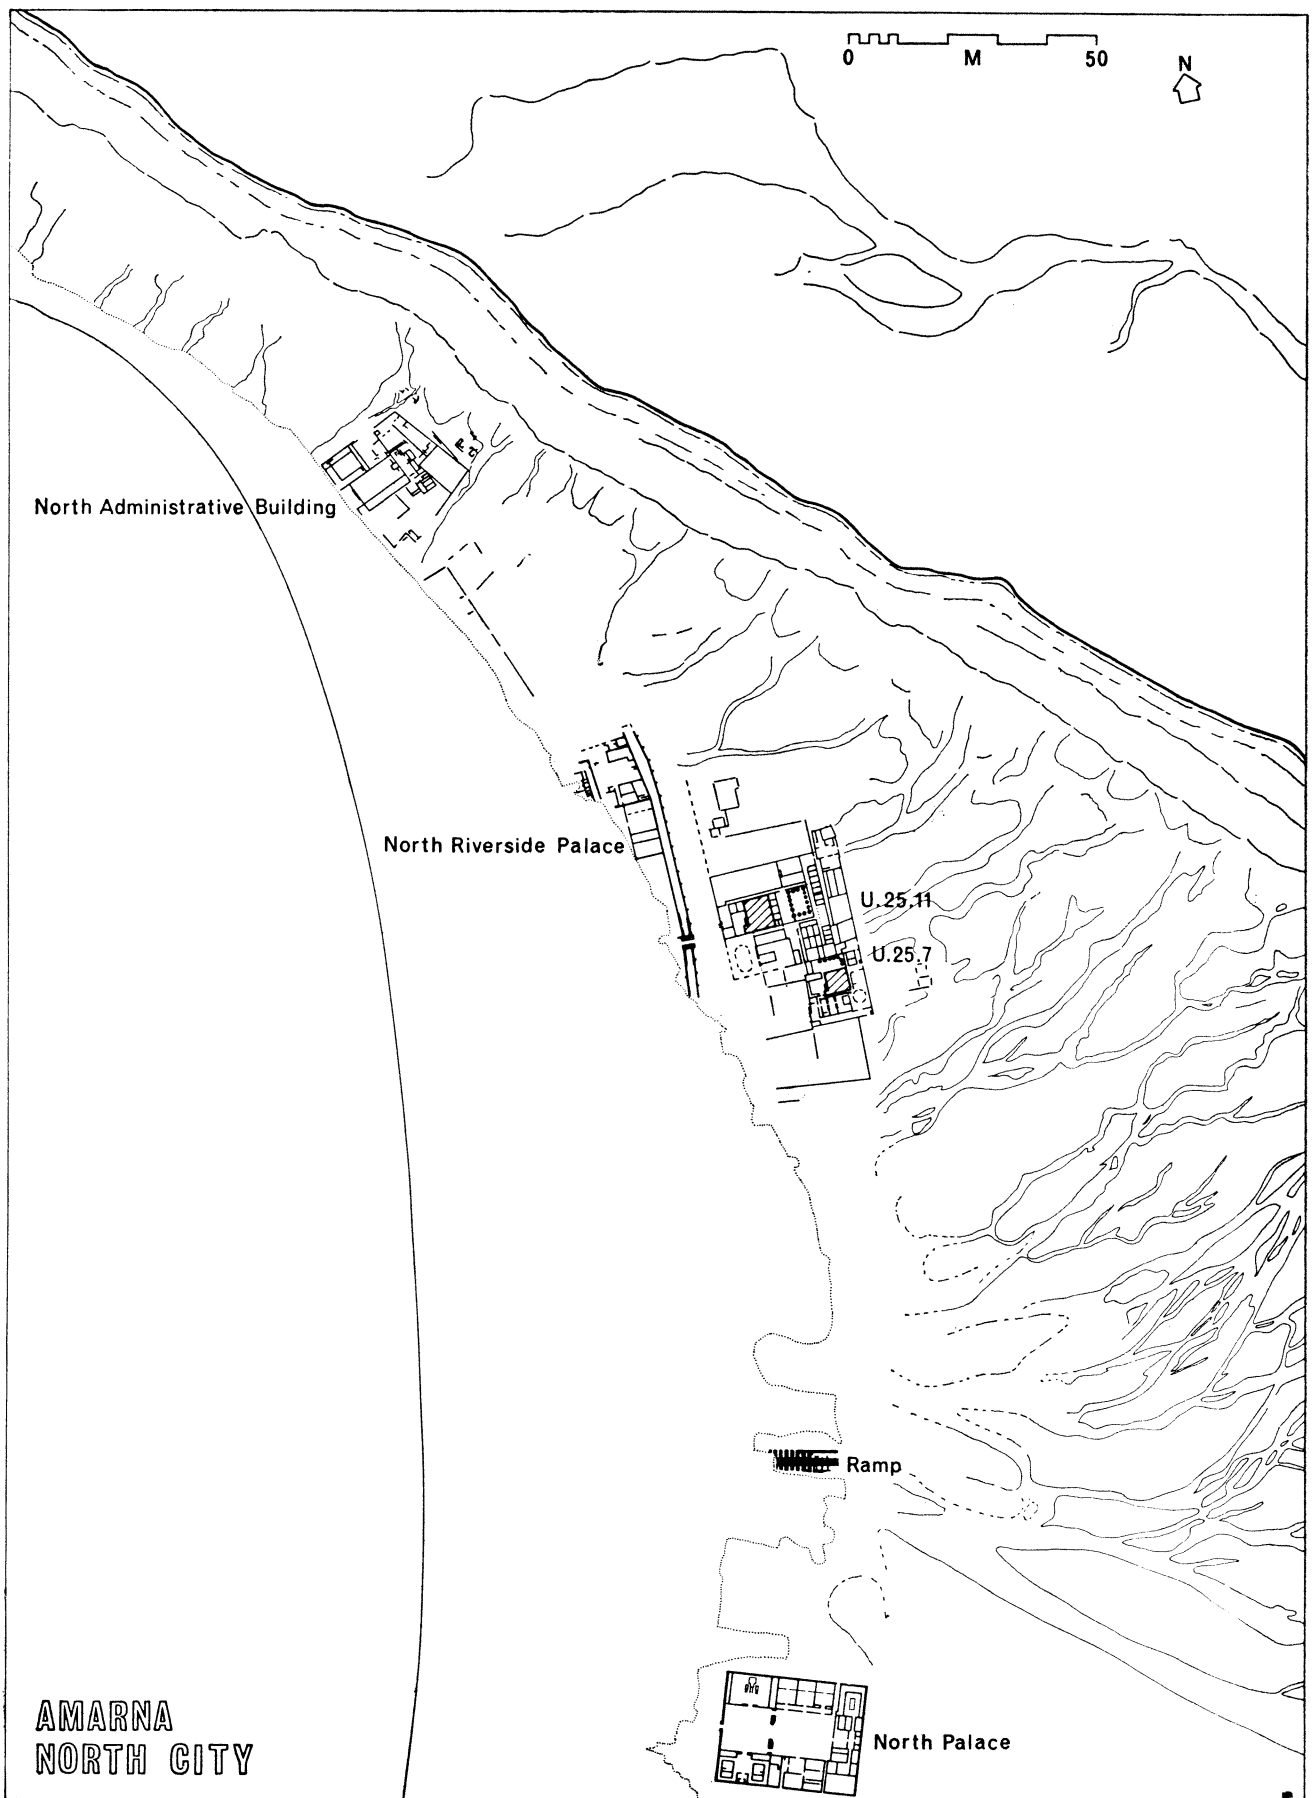 0 M 50
N
North Administrative Building
North Riverside Palace
U.25.11
U.25.7
Ramp
North Palace
AMARNA
NORTH CITY